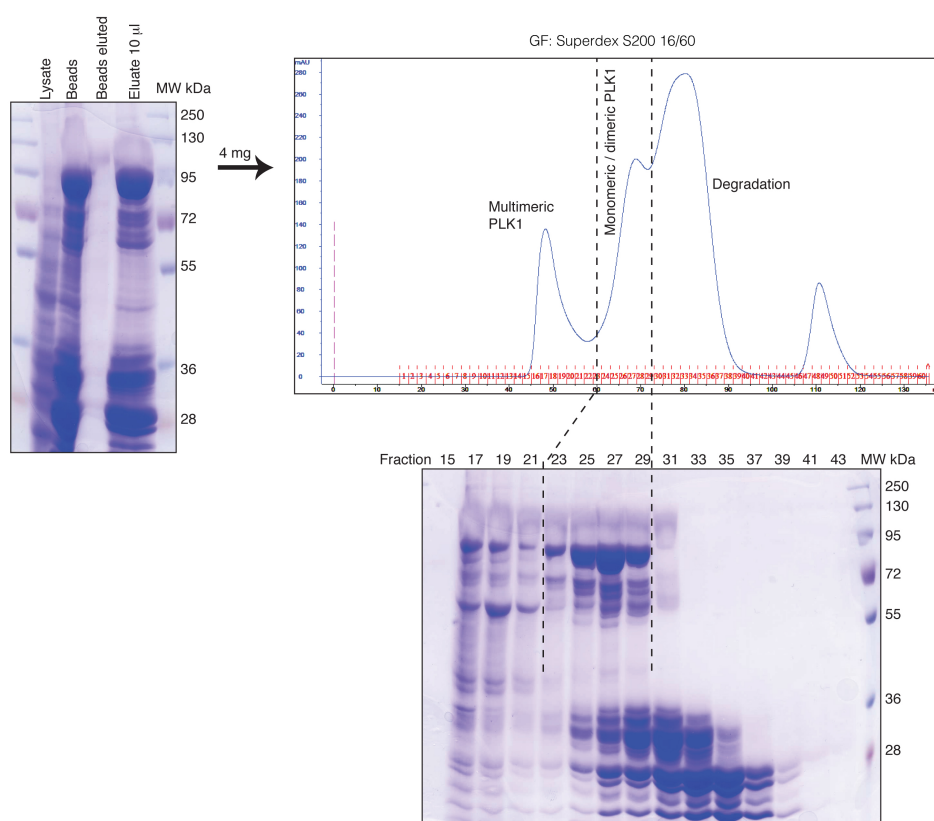 GF: Superdex S200 16/60
Lysate
Beads
Beads eluted
Eluate 10 µl
MW kDa
250
130
95
72
55
36
28
4 mg
mAU
280
260
240
220
200
180
160
140
120
100
80
60
40
20
0
Multimeric
PLK1
Monomeric / dimeric PLK1
Degradation
0 10 20 30 40 50 60 70 80 90 100 110 120 130
Fraction 15 17 19 21 23 25 27 29 31 33 35 37 39 41 43 MW kDa
250
130
95
72
55
36
28